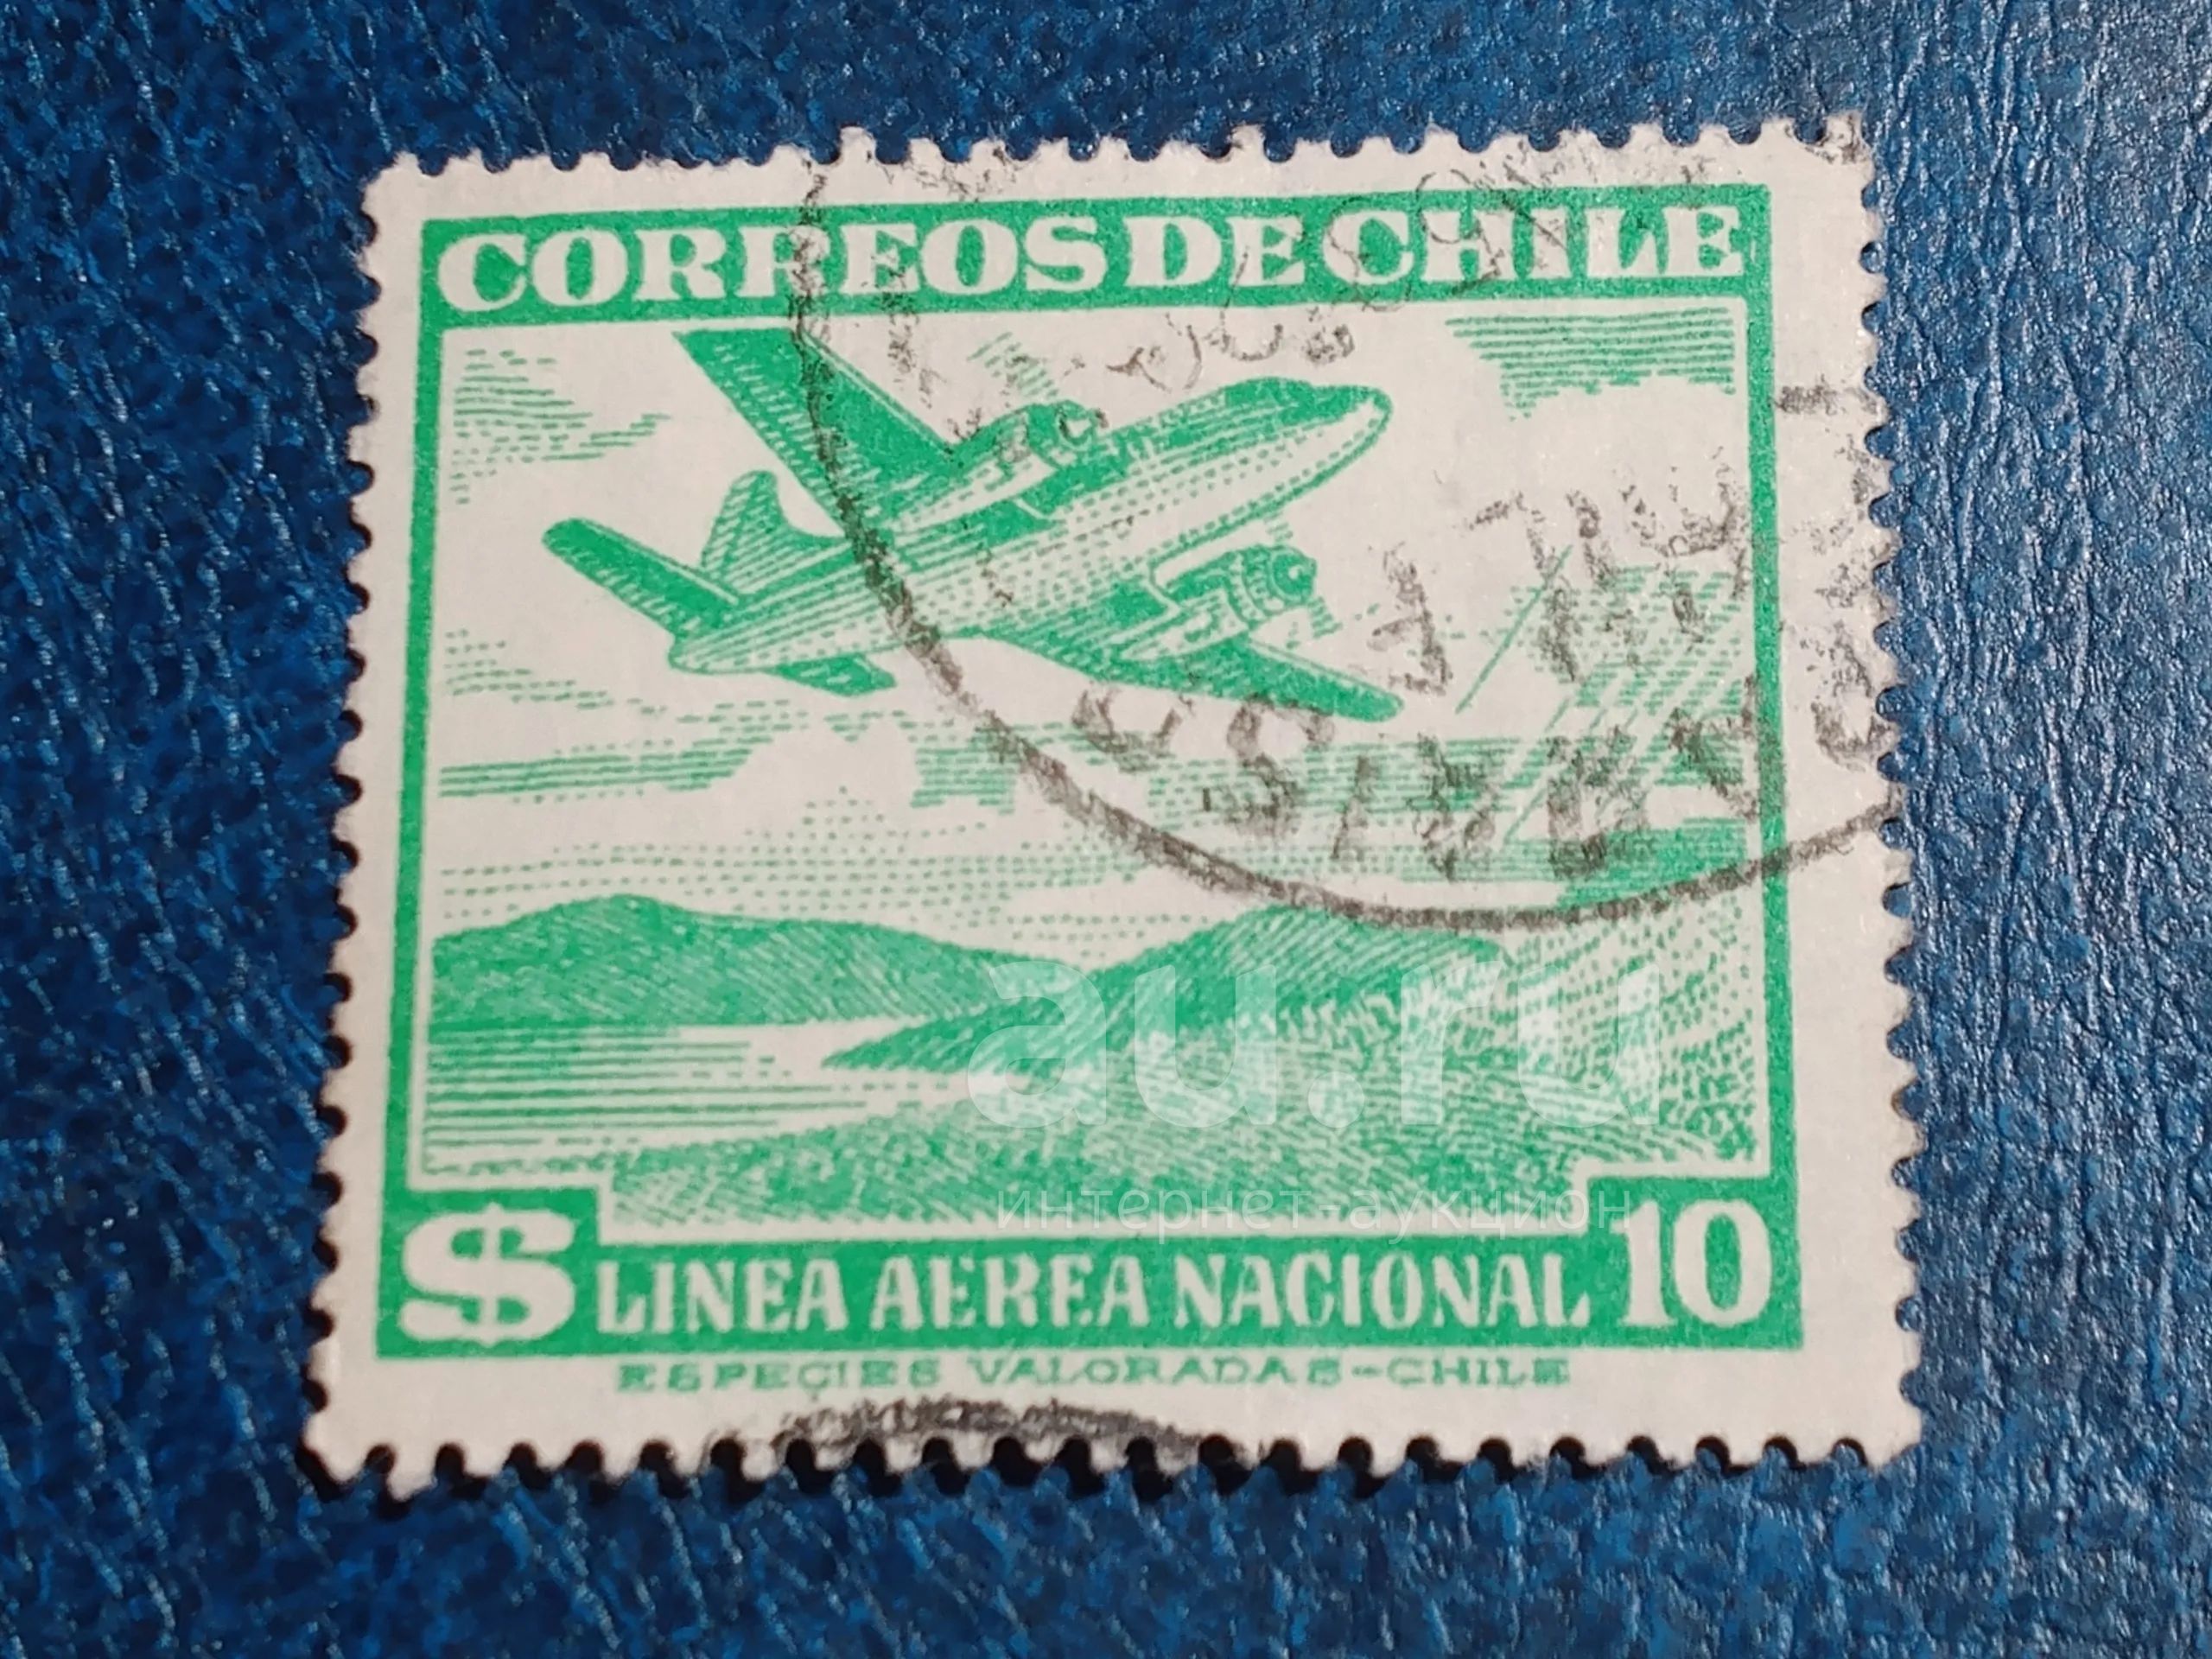 CORREOS DE CHILE
au.ru
интернет-аукцион
$ LINEA AEREA NACIONAL 10
ESPECIES VALORADAS-CHILE